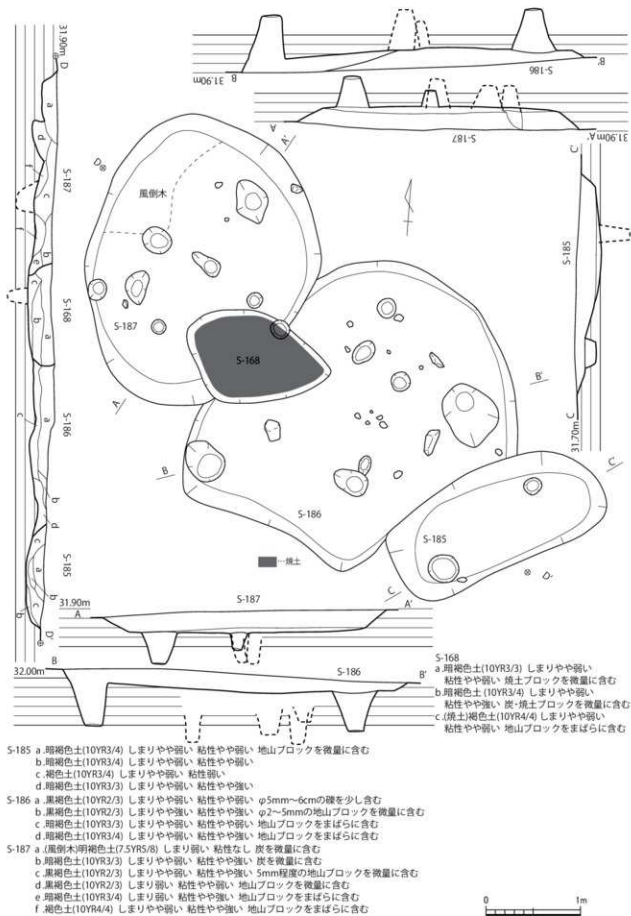 31.90m D
a
d
S-187
f
c
b
e
c
S-168
b
a
c
S-186
a
b
d
c
S-185
a
b
c
b
D'
31.90m B
S-186
B'
A
S-187
31.90m A'
D
A'
風倒木
S-187
S-168
A
B
B'
S-186
S-185
C
C'
D'
C'
S-185
31.70m C
■…焼土
31.90m
A
S-187
A'
32.00m B
S-186
B'
S-168
a .暗褐色土(10YR3/3) しまりやや弱い
粘性やや弱い 焼土ブロックを微量に含む
b .暗褐色土(10YR3/4) しまりやや弱い
粘性やや強い 炭・焼土ブロックを微量に含む
c .(焼土)褐色土(10YR4/4) しまりやや弱い
粘性やや弱い 地山ブロックをまばらに含む
S-185 a .暗褐色土(10YR3/4) しまりやや弱い 粘性やや弱い 地山ブロックを微量に含む
b .暗褐色土(10YR3/4) しまりやや弱い 粘性やや弱い
c .褐色土(10YR3/4) しまりやや弱い 粘性弱い
d .暗褐色土(10YR3/3) しまりやや弱い 粘性やや強い
S-186 a .黒褐色土(10YR2/3) しまりやや弱い 粘性やや弱い φ5mm〜6cmの礫を少し含む
b .黒褐色土(10YR2/3) しまりやや強い 粘性やや強い φ2〜5mmの地山ブロックを微量に含む
c .暗褐色土(10YR3/3) しまりやや弱い 粘性やや弱い 地山ブロックをまばらに含む
d .暗褐色土(10YR3/4) しまりやや弱い 粘性やや強い 地山ブロックをまばらに含む
S-187 a .(風倒木)明褐色土(7.5YR5/8) しまり弱い 粘性なし 炭を微量に含む
b .暗褐色土(10YR3/3) しまりやや弱い 粘性やや強い 炭を微量に含む
c .黒褐色土(10YR2/3) しまりやや弱い 粘性やや強い 5mm程度の地山ブロックを微量に含む
d .黒褐色土(10YR2/3) しまり弱い 粘性やや弱い 地山ブロックを微量に含む
e .暗褐色土(10YR3/4) しまりやや弱い 粘性やや強い 地山ブロックをまばらに含む
f .褐色土(10YR4/4) しまりやや弱い 粘性やや強い 地山ブロックをまばらに含む
0 1m